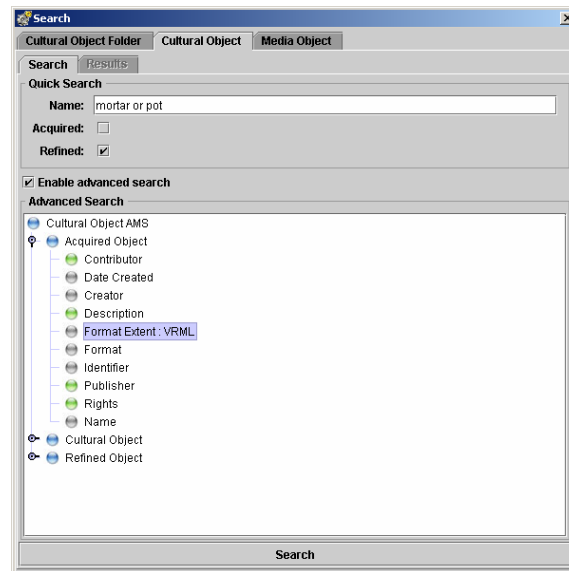 Search
Cultural Object Folder Cultural Object Media Object
Search Results
Quick Search
Name: mortar or pot
Acquired:
Refined:
Enable advanced search
Advanced Search
Cultural Object AMS
Acquired Object
Contributor
Date Created
Creator
Description
Format Extent : VRML
Format
Identifier
Publisher
Rights
Name
Cultural Object
Refined Object
Search